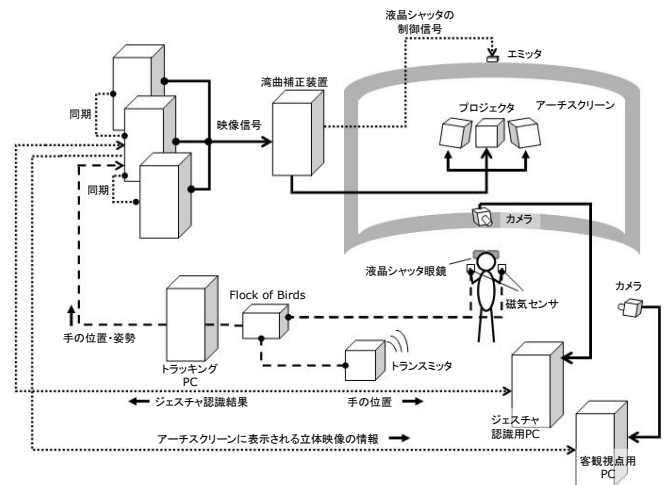 液晶シャッタの
制御信号
エミッタ
湾曲補正装置
プロジェクタ
アーチスクリーン
同期
映像信号
同期
カメラ
液晶シャッタ眼鏡
カメラ
Flock of Birds
磁気センサ
手の位置・姿勢
トラッキング
PC
トランスミッタ
ジェスチャ認識結果
手の位置
ジェスチャ
認識用PC
アーチスクリーンに表示される立体映像の情報
客観視点用
PC